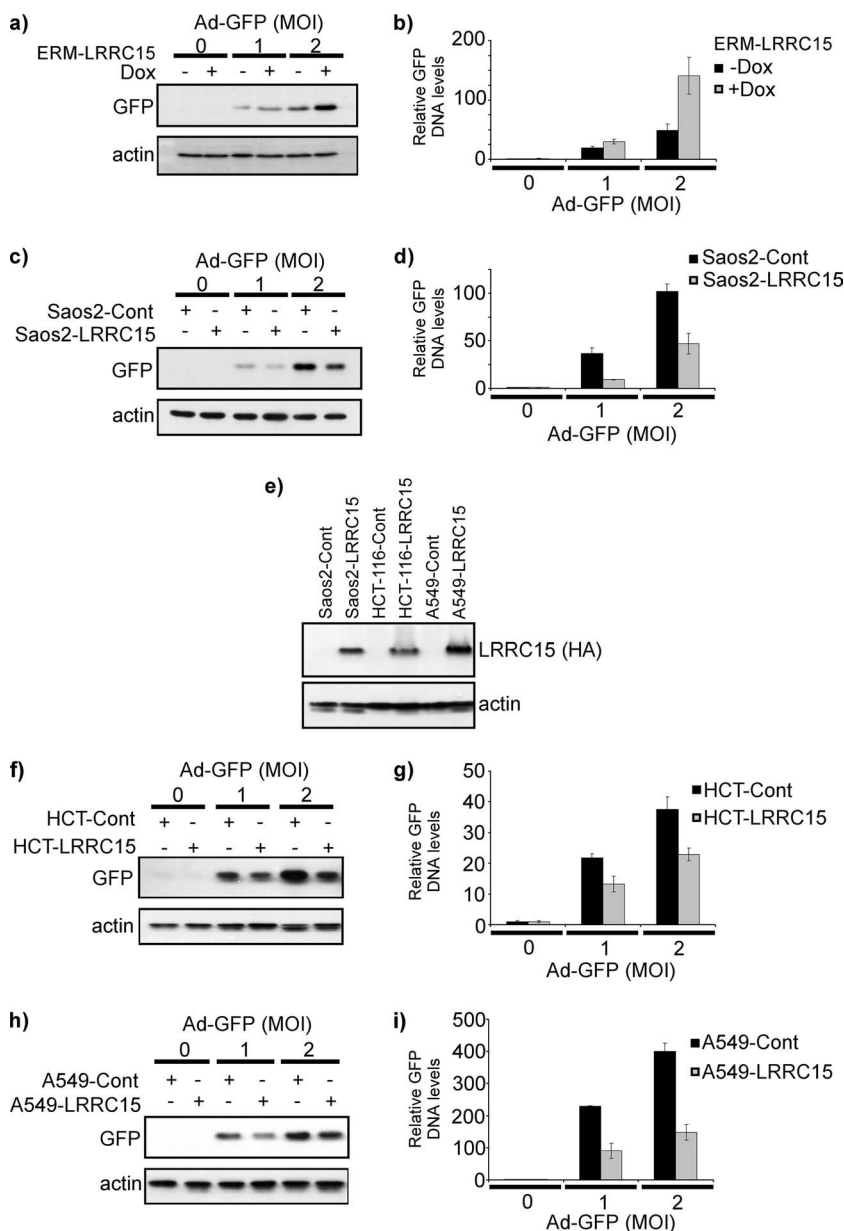 a)
Ad-GFP (MOI)
0 1 2
ERM-LRRC15
Dox - + - + - +
GFP
actin
b)
Relative GFP
DNA levels
200
150
100
50
0
ERM-LRRC15
-Dox
+Dox
0 1 2
Ad-GFP (MOI)
c)
Ad-GFP (MOI)
0 1 2
Saos2-Cont + - + - + -
Saos2-LRRC15 - + - + - +
GFP
actin
d)
Relative GFP
DNA levels
100
50
0
Saos2-Cont
Saos2-LRRC15
0 1 2
Ad-GFP (MOI)
e)
Saos2-Cont
Saos2-LRRC15
HCT-116-Cont
HCT-116-LRRC15
A549-Cont
A549-LRRC15
LRRC15 (HA)
actin
f)
Ad-GFP (MOI)
0 1 2
HCT-Cont + - + - + -
HCT-LRRC15 - + - + - +
GFP
actin
g)
Relative GFP
DNA levels
50
40
30
20
10
0
HCT-Cont
HCT-LRRC15
0 1 2
Ad-GFP (MOI)
h)
Ad-GFP (MOI)
0 1 2
A549-Cont + - + - + -
A549-LRRC15 - + - + - +
GFP
actin
i)
Relative GFP
DNA levels
500
400
300
200
100
0
A549-Cont
A549-LRRC15
0 1 2
Ad-GFP (MOI)